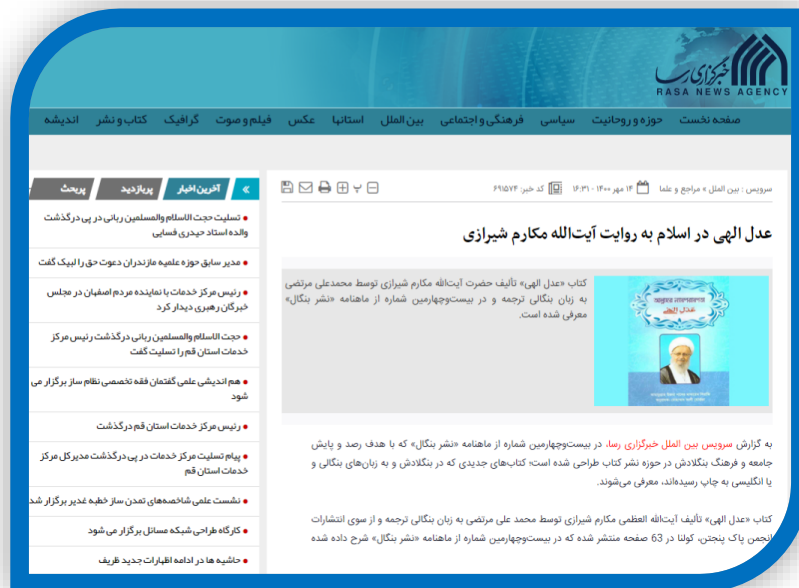 خبرگزاری رسا
RASA NEWS AGENCY
صفحه نخست حوزه و روحانیت سیاسی فرهنگی و اجتماعی بین الملل استانها عکس فیلم و صوت گرافیک کتاب و نشر اندیشه
سرویس : بین الملل » مراجع و علما ۱۴ مهر ۱۴۰۰ - ۱۶:۳۱ کد خبر: ۶۹۱۵۷۴
عدل الهی در اسلام به روایت آیت‌الله مکارم شیرازی
کتاب «عدل الهی» تألیف حضرت آیت‌الله مکارم شیرازی توسط محمدعلی مرتضی
به زبان بنگالی ترجمه و در بیست‌وچهارمین شماره از ماهنامه «نشر بنگال»
معرفی شده است.
عدل الهی
به گزارش سرویس بین الملل خبرگزاری رسا، در بیست‌وچهارمین شماره از ماهنامه «نشر بنگال» که با هدف رصد و پایش
جامعه و فرهنگ بنگلادش در حوزه نشر کتاب طراحی شده است؛ کتاب‌های جدیدی که در بنگلادش و به زبان‌های بنگالی و
یا انگلیسی به چاپ رسیده‌اند، معرفی می‌شوند.
کتاب «عدل الهی» تألیف آیت‌الله العظمی مکارم شیرازی توسط محمد علی مرتضی به زبان بنگالی ترجمه و از سوی انتشارات
انجمن پاک پنجتن، کولنا در 63 صفحه منتشر شده که در بیست‌وچهارمین شماره از ماهنامه «نشر بنگال» شرح داده شده
» آخرین اخبار پربازدید پربحث
تسلیت حجت الاسلام والمسلمین ربانی در پی درگذشت
والده استاد حیدری فسایی
مدیر سابق حوزه علمیه مازندران دعوت حق را لبیک گفت
رئیس مرکز خدمات با نماینده مردم اصفهان در مجلس
خبرگان رهبری دیدار کرد
حجت الاسلام والمسلمین ربانی درگذشت رئیس مرکز
خدمات استان قم را تسلیت گفت
هم اندیشی علمی گفتمان فقه تخصصی نظام ساز برگزار می
شود
رئیس مرکز خدمات استان قم درگذشت
پیام تسلیت مرکز خدمات در پی درگذشت مدیرکل مرکز
خدمات استان قم
نشست علمی شاخصه‌های تمدن ساز خطبه غدیر برگزار شد
کارگاه طراحی شبکه مسائل برگزار می شود
حاشیه ها در ادامه اظهارات جدید ظریف